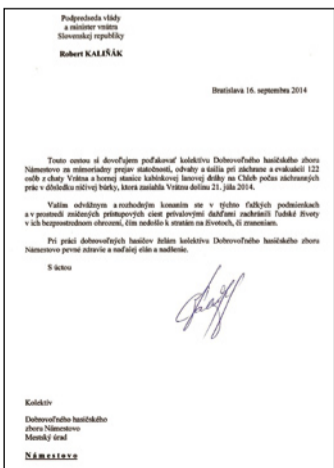 Podpredseda vlády
a minister vnútra
Slovenskej republiky
Robert KALIŇÁK
Bratislava 16. septembra 2014
Touto cestou si dovoľujem poďakovať kolektívu Dobrovoľného hasičského zboru
Námestovo za mimoriadny prejav statočnosti, odvahy a úsilia pri záchrane a evakuácii 122
osôb z chaty Vrátna a hornej stanice kabínkovej lanovej dráhy na Chleb počas záchranných
prác v dôsledku ničivej búrky, ktorá zasiahla Vrátnu dolinu 21. júla 2014.
Vaším odvážnym a rozhodným konaním ste v týchto ťažkých podmienkach
a v prostredí zničených prístupových ciest prívalovými dažďami zachránili ľudské životy
v ich bezprostrednom ohrození, čím nedošlo k stratám na životoch, či zraneniam.
Pri práci dobrovoľných hasičov želám kolektívu Dobrovoľného hasičského zboru
Námestovo pevné zdravie a naďalej elán a nadšenie.
S úctou
Kolektív
Dobrovoľného hasičského
zboru Námestovo
Mestský úrad
Námestovo